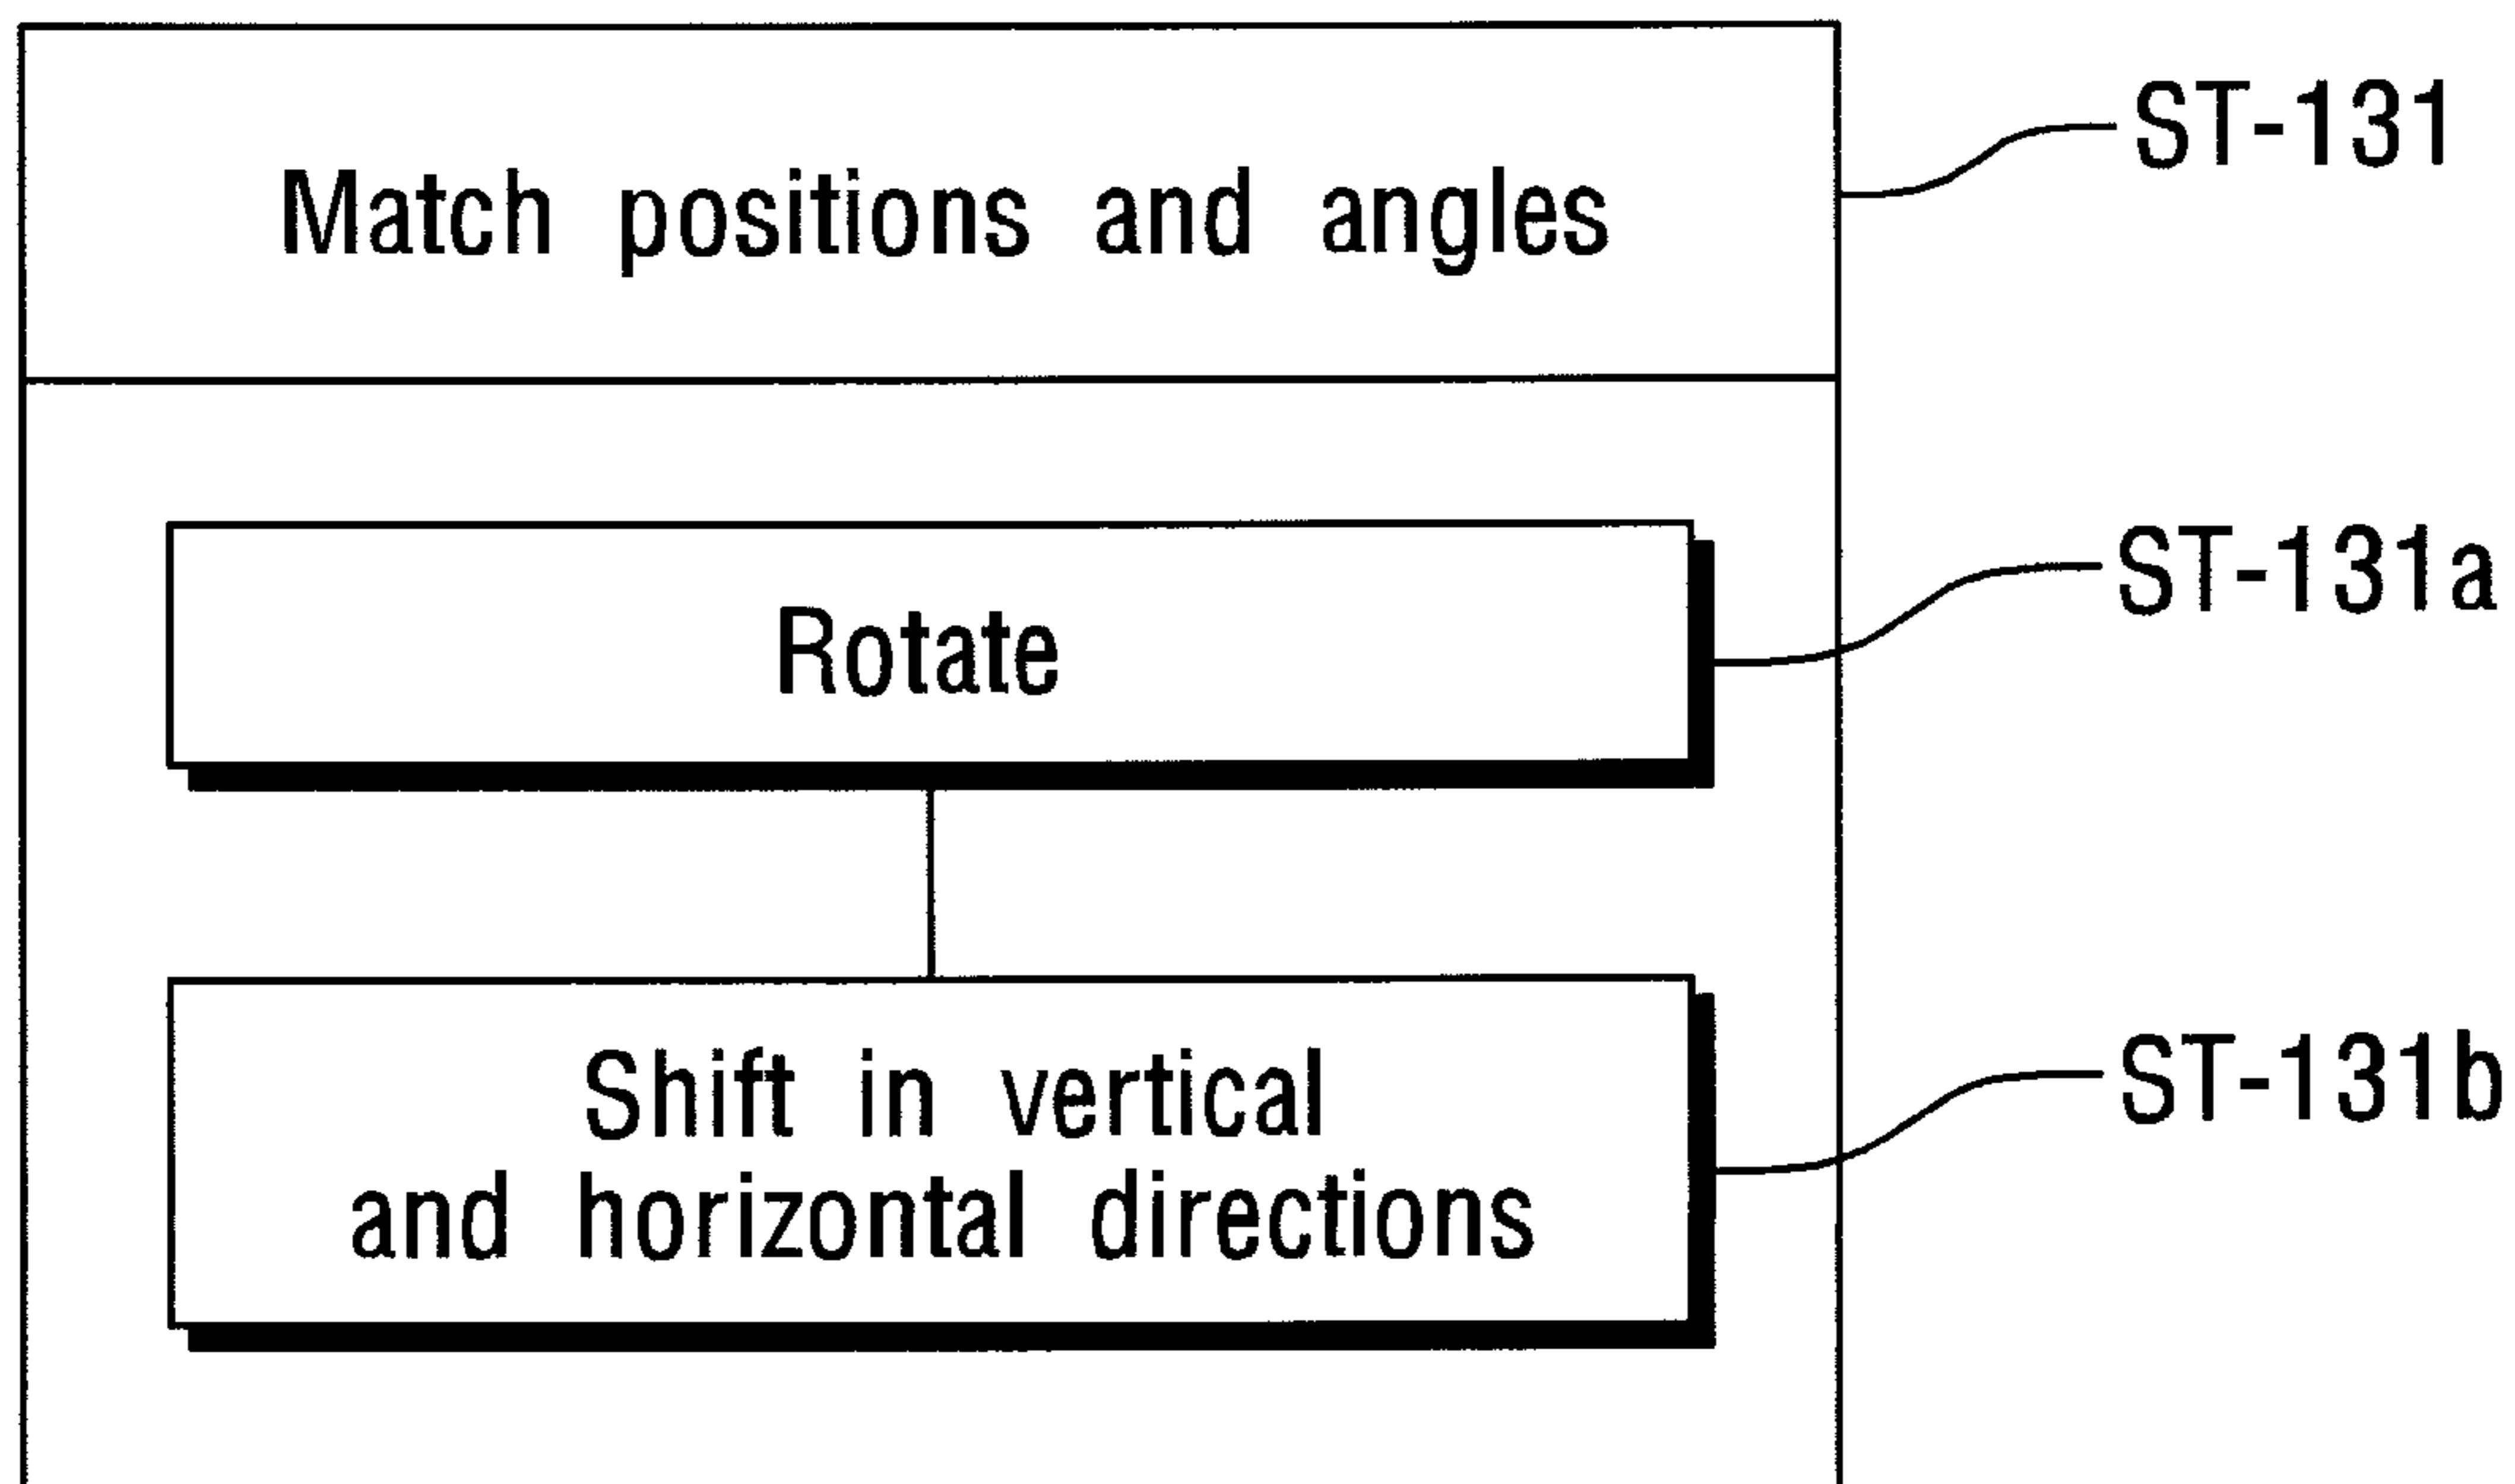 Match positions and angles
ST-131
Rotate
ST-131a
Shift in vertical
and horizontal directions
ST-131b